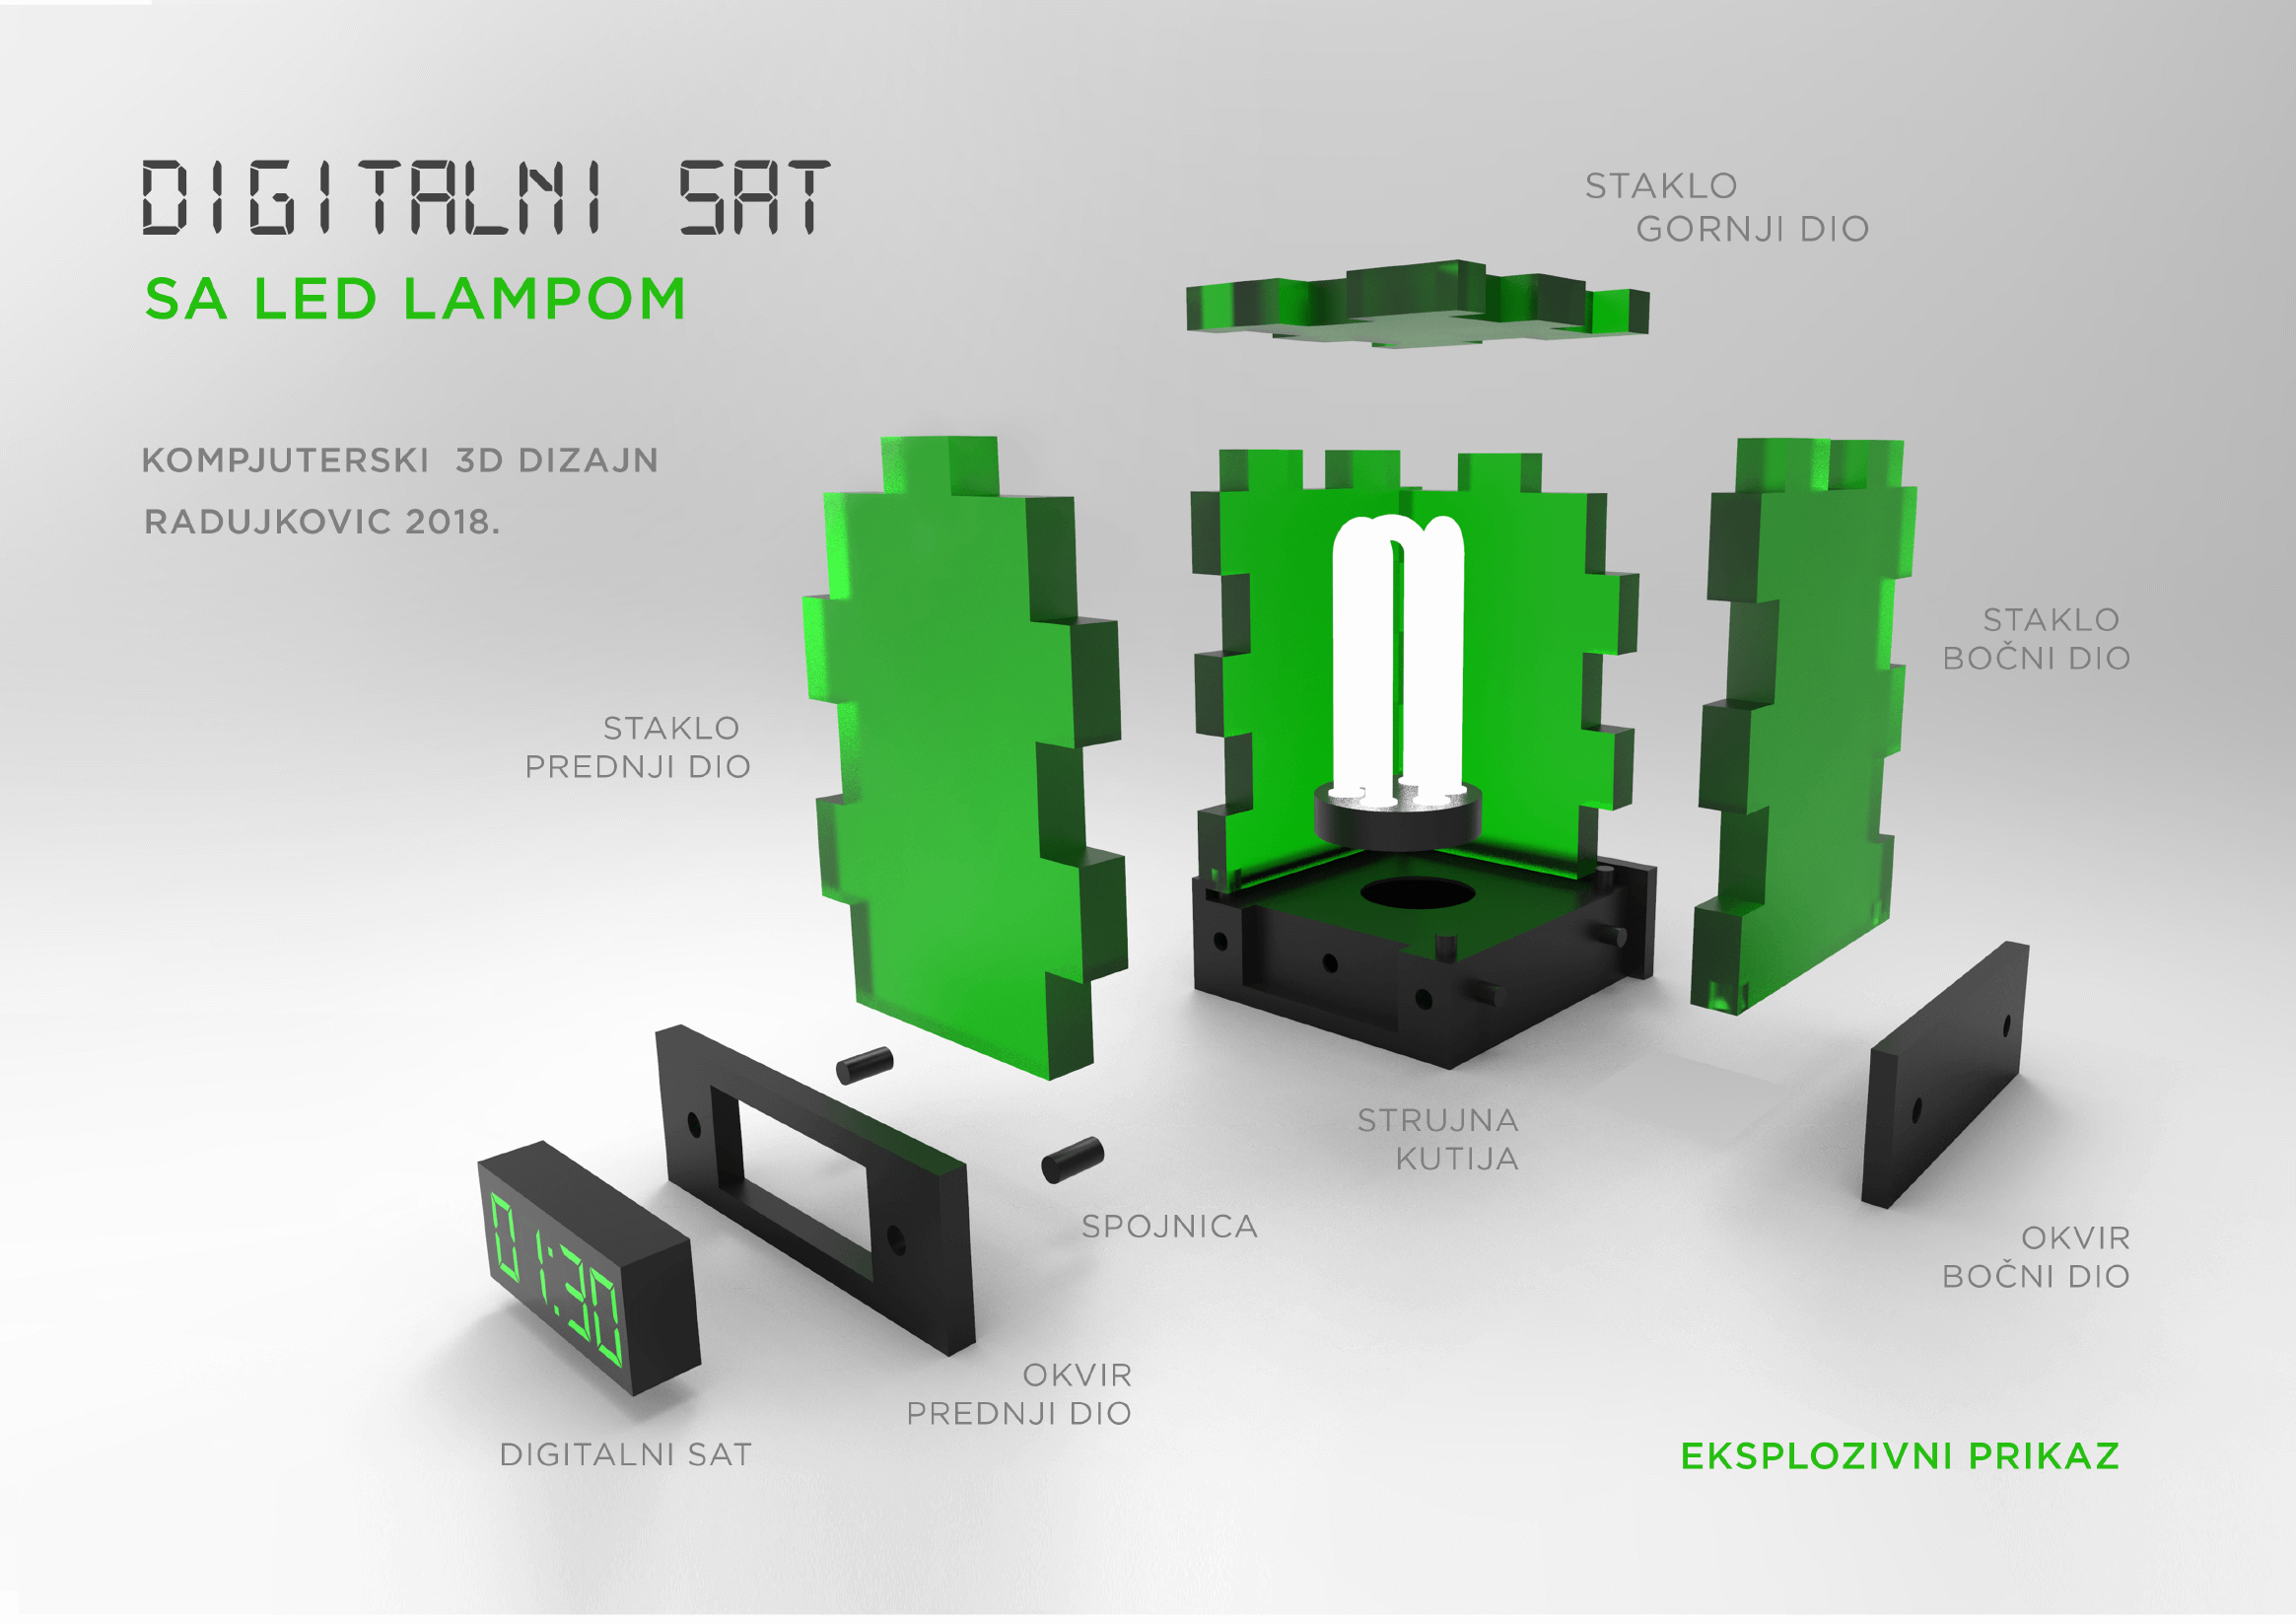 DIGITALNI SAT
SA LED LAMPOM
KOMPJUTERSKI 3D DIZAJN
RADUJKOVIC 2018.
STAKLO
GORNJI DIO
STAKLO
BOČNI DIO
STAKLO
PREDNJI DIO
STRUJNA
KUTIJA
SPOJNICA
OKVIR
BOČNI DIO
01:30
OKVIR
PREDNJI DIO
DIGITALNI SAT
EKSPLOZIVNI PRIKAZ